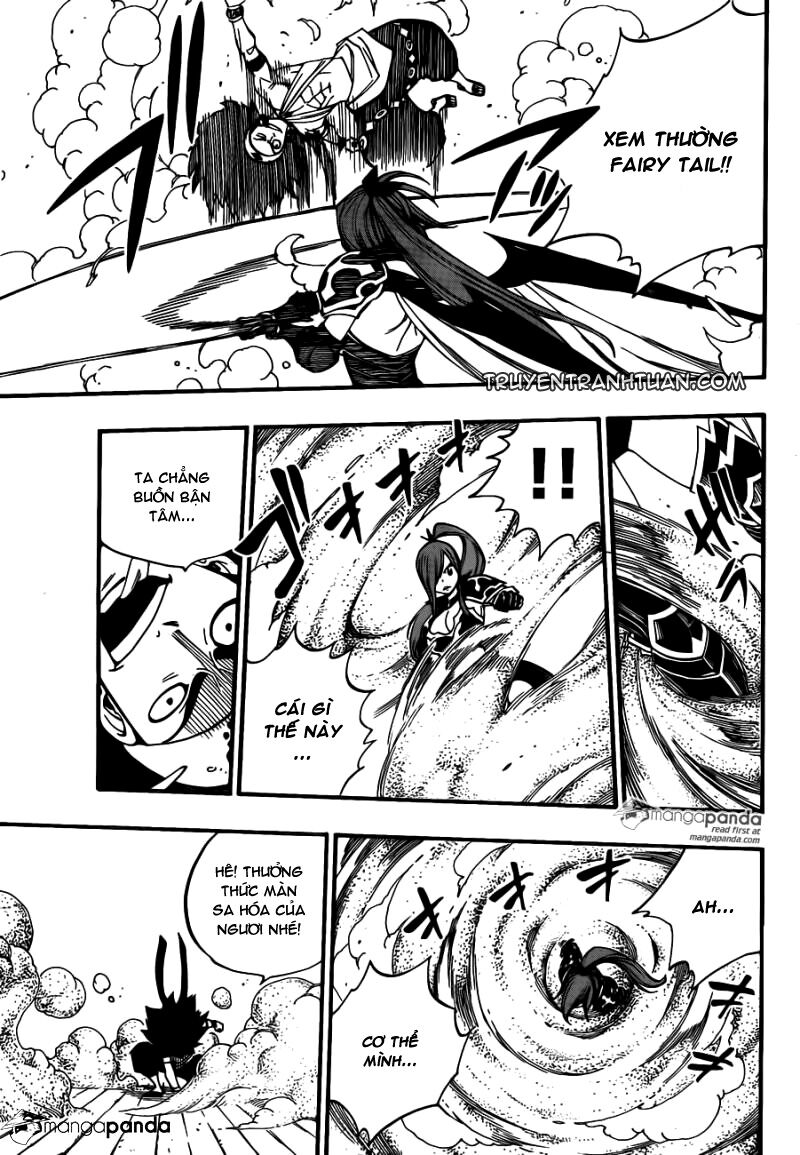 XEM THƯỜNG
FAIRY TAIL!!
TRUYENTRANHTUAN.COM
!!
CÁI GÌ
THẾ NÀY
...
TA CHẲNG
BUỒN BẬN
TÂM...
mangapanda
read first at
mangapanda.com
AH...
CƠ THỂ
MÌNH...
HÊ! THƯỞNG
THỨC MÀN
SA HÓA CỦA
NGƯƠI NHÉ!
mangapanda